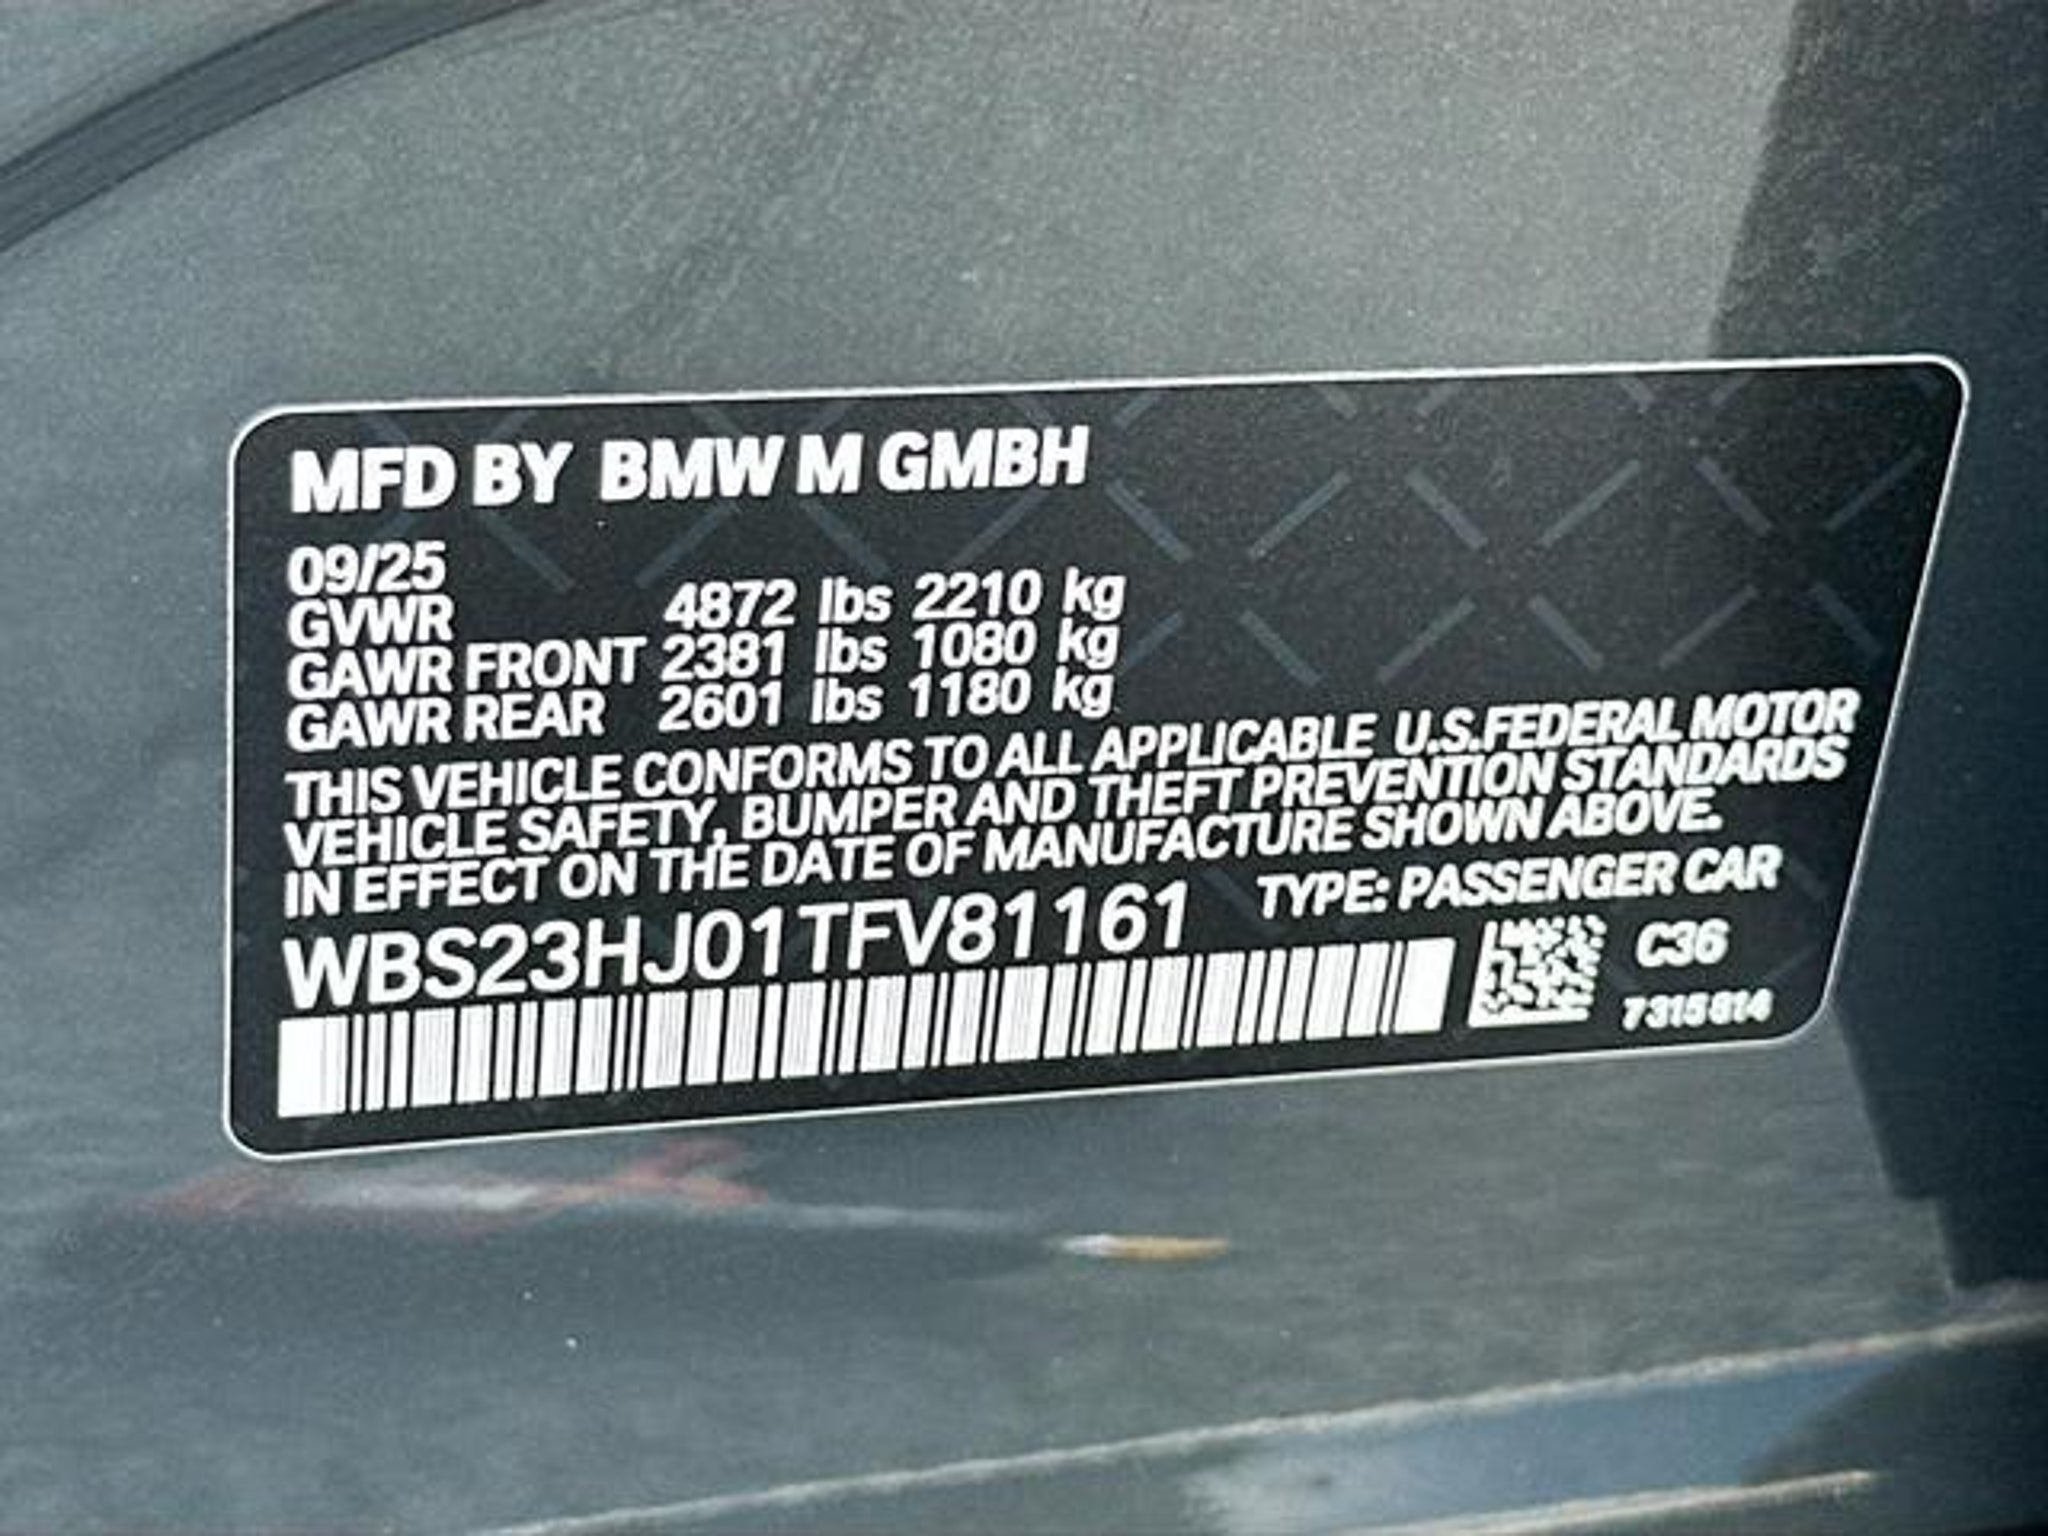 MFD BY BMW M GMBH
09/25
GVWR 4872 lbs 2210 kg
GAWR FRONT 2381 lbs 1080 kg
GAWR REAR 2601 lbs 1180 kg
THIS VEHICLE CONFORMS TO ALL APPLICABLE U.S.FEDERAL MOTOR
VEHICLE SAFETY, BUMPER AND THEFT PREVENTION STANDARDS
IN EFFECT ON THE DATE OF MANUFACTURE SHOWN ABOVE.
WBS23HJ01TFV81161 TYPE: PASSENGER CAR
C36
7315814